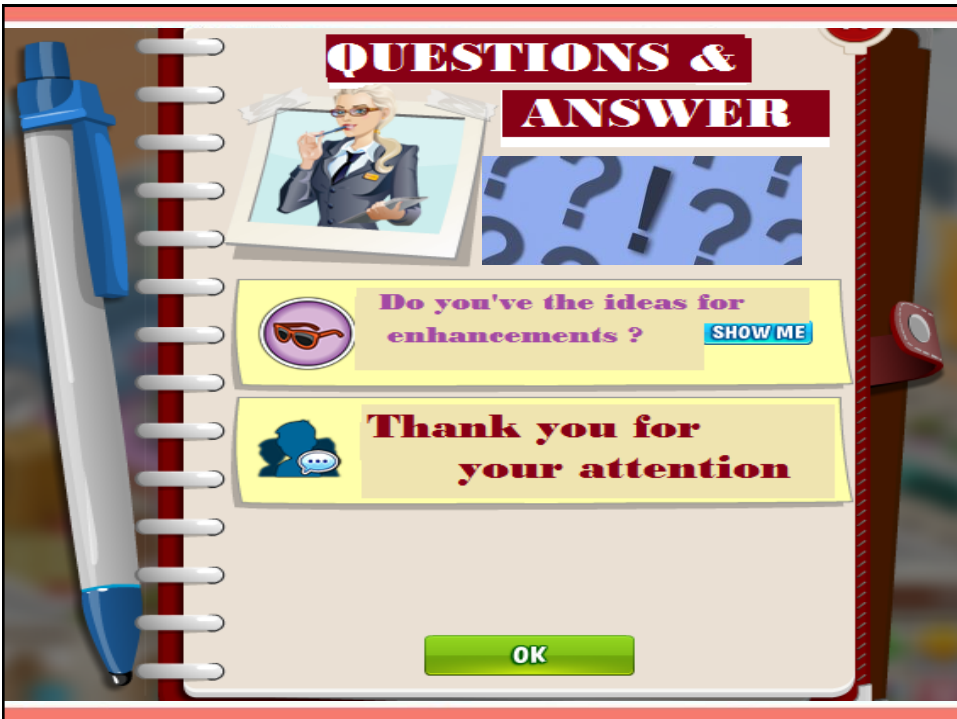 QUESTIONS &
ANSWER
Do you've the ideas for
enhancements ?
SHOW ME
Thank you for
your attention
OK